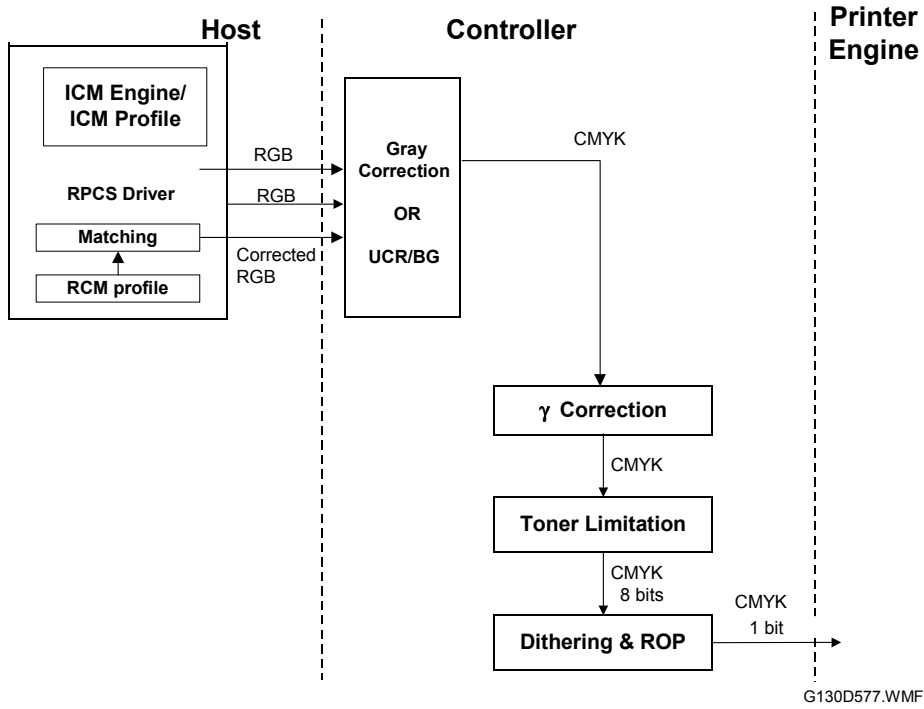 Host
Controller
Printer
Engine
ICM Engine/
ICM Profile
RPCS Driver
Matching
RCM profile
RGB
RGB
Corrected
RGB
Gray
Correction
OR
UCR/BG
CMYK
γ Correction
CMYK
Toner Limitation
CMYK
8 bits
Dithering & ROP
CMYK
1 bit
G130D577.WMF